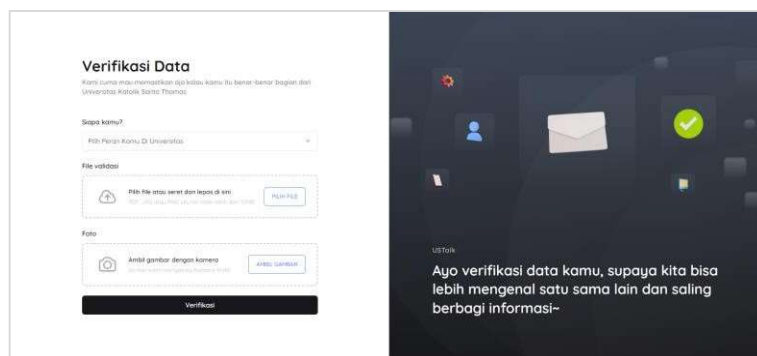 Verifikasi Data
Kami cuma mau memastikan aja kalau kamu itu benar-benar bagian dari
Universitas Katolik Santo Thomas
Siapa kamu?
Pilih Peran Kamu Di Universitas
File validasi
Pilih file atau seret dan lepas di sini
PILIH FILE
Foto
Ambil gambar dengan kamera
AMBIL GAMBAR
Verifikasi
USTalk
Ayo verifikasi data kamu, supaya kita bisa
lebih mengenal satu sama lain dan saling
berbagi informasi~